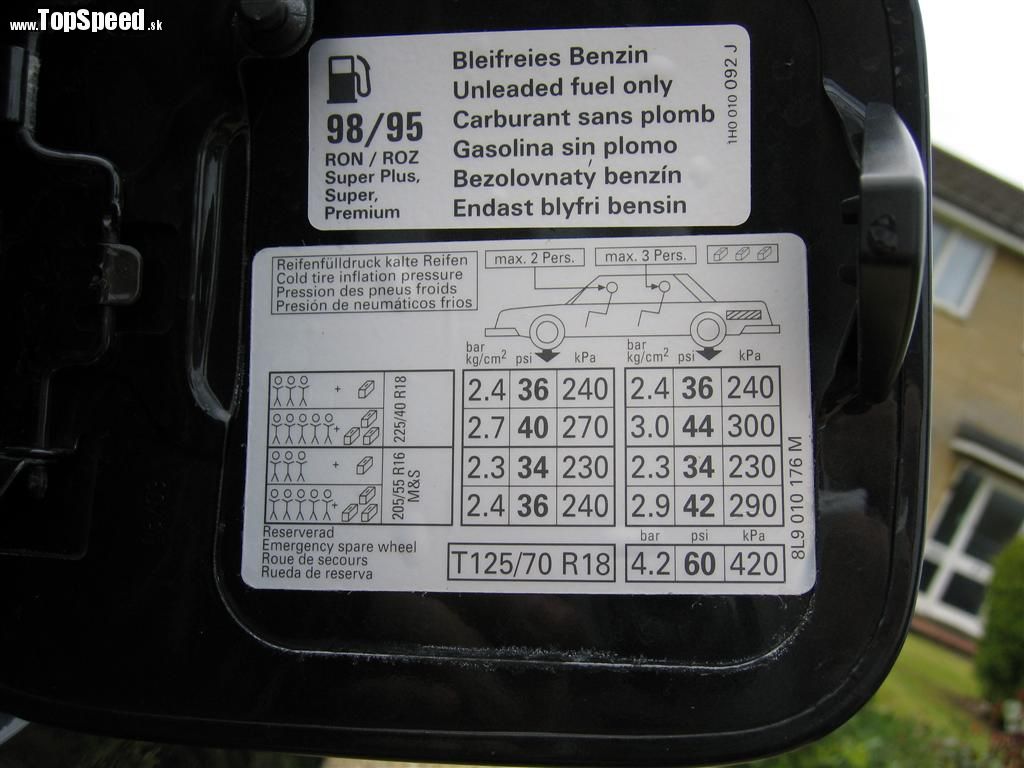 www.TopSpeed.sk
98/95
RON / ROZ
Super Plus,
Super,
Premium
Bleifreies Benzin
Unleaded fuel only
Carburant sans plomb
Gasolina sin plomo
Bezolovnatý benzín
Endast blyfri bensin
1H0 010 092 J
Reifenfülldruck kalte Reifen
Cold tire inflation pressure
Pression des pneus froids
Presión de neumáticos frios
max. 2 Pers. max. 3 Pers.
bar kg/cm² psi kPa bar kg/cm² psi kPa
225/40 R18
2.4 36 240 2.4 36 240
2.7 40 270 3.0 44 300
205/55 R16 M&S
2.3 34 230 2.3 34 230
2.4 36 240 2.9 42 290
Reserverad
Emergency spare wheel
Roue de secours
Rueda de reserva
bar psi kPa
T125/70 R18 4.2 60 420
8L9 010 176 M